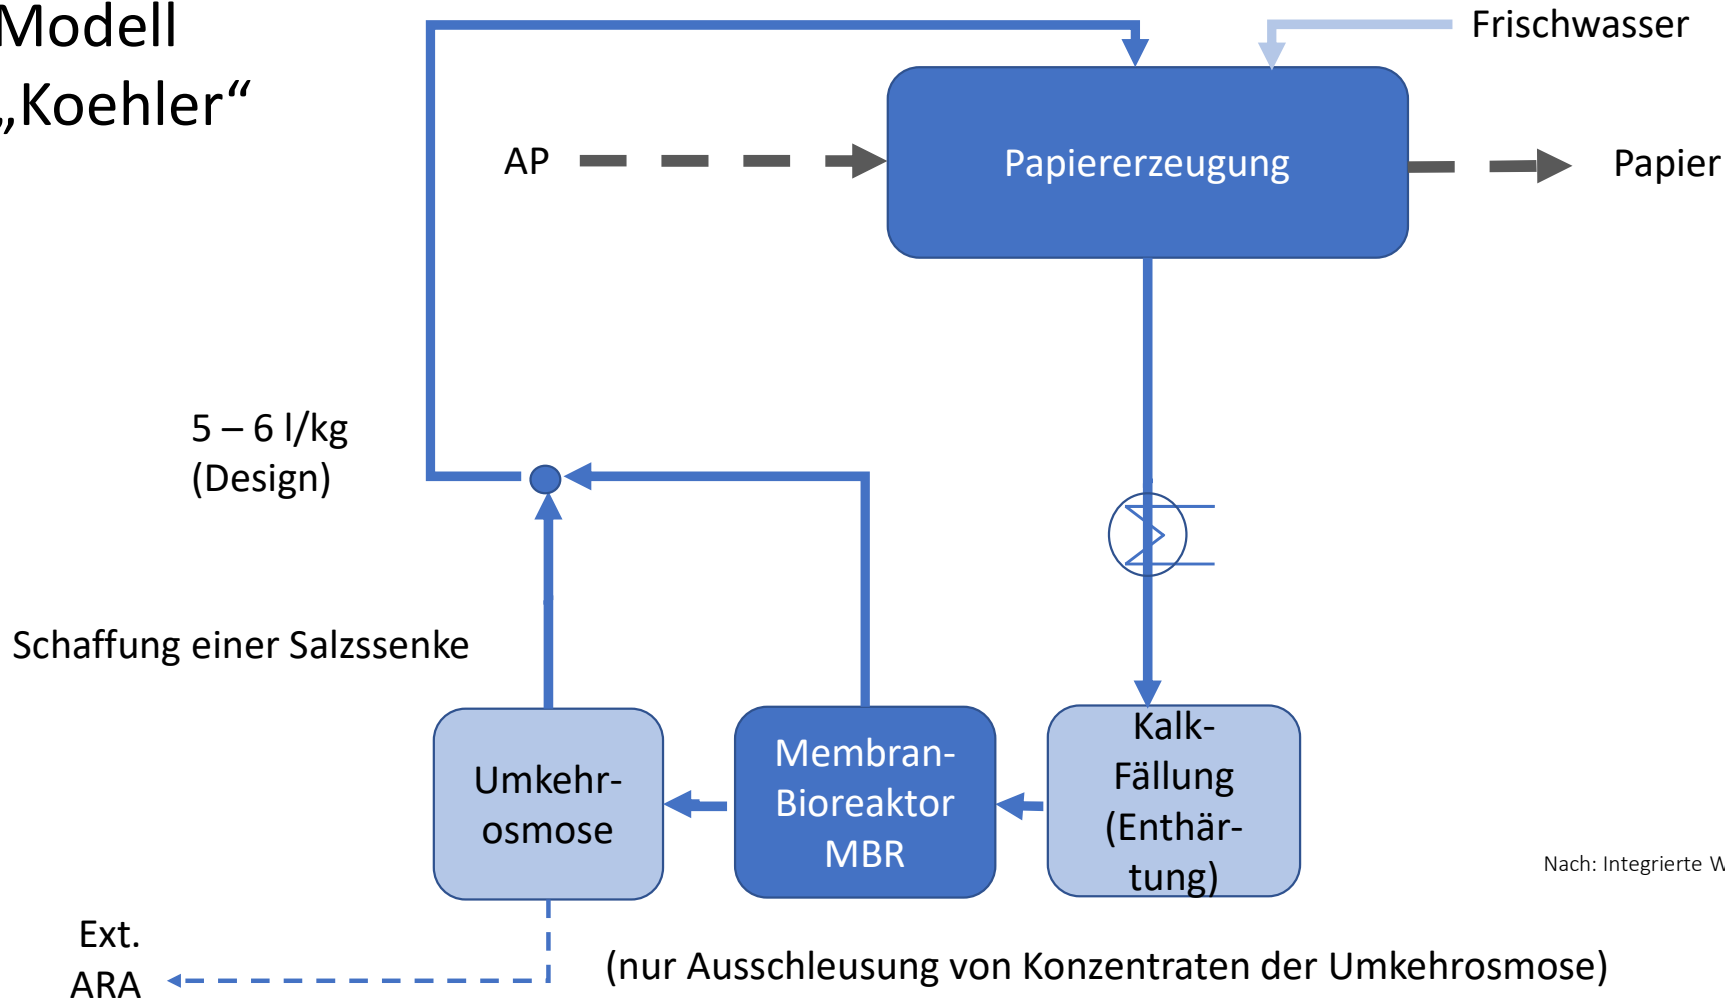 Modell
„Koehler“
Frischwasser
AP
Papiererzeugung
Papier
5 – 6 l/kg
(Design)
Schaffung einer Salzssenke
Umkehr-
osmose
Membran-
Bioreaktor
MBR
Kalk-
Fällung
(Enthär-
tung)
Nach: Integrierte
Ext.
ARA
(nur Ausschleusung von Konzentraten der Umkehrosmose)